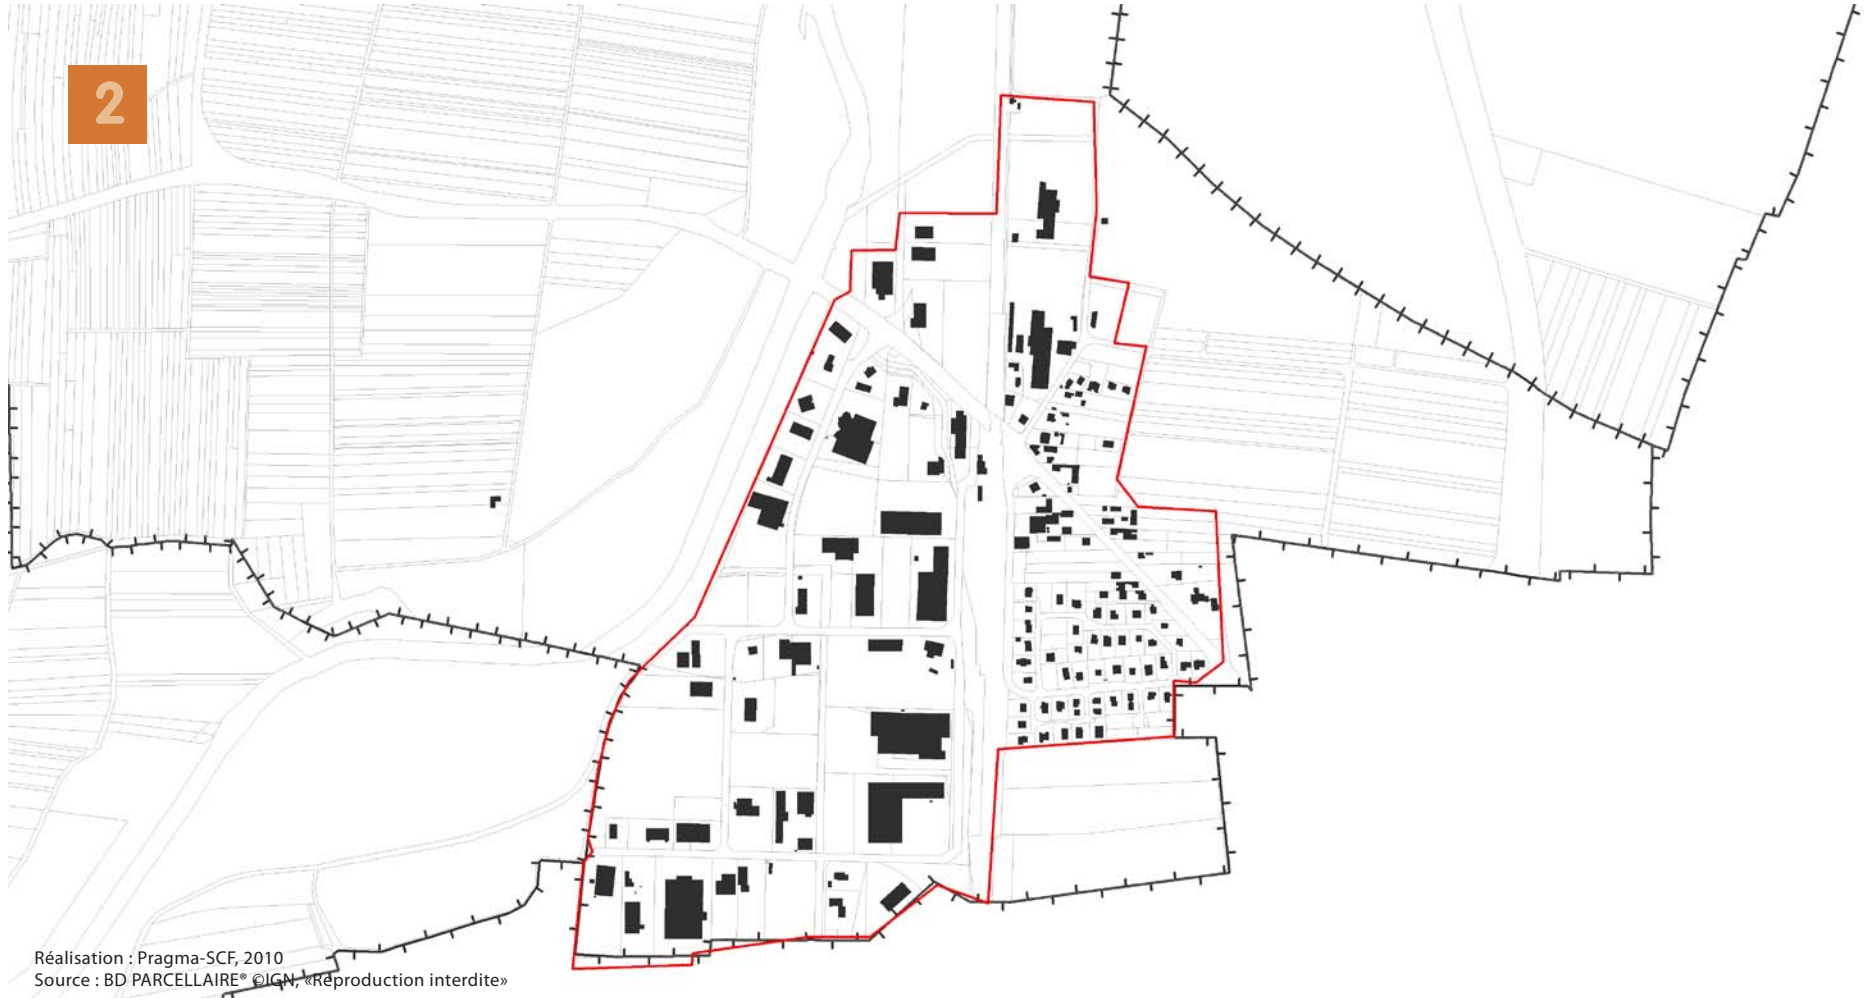 2
Réalisation : Pragma-SCF, 2010
Source : BD PARCELLAIRE® ©IGN, «Reproduction interdite»